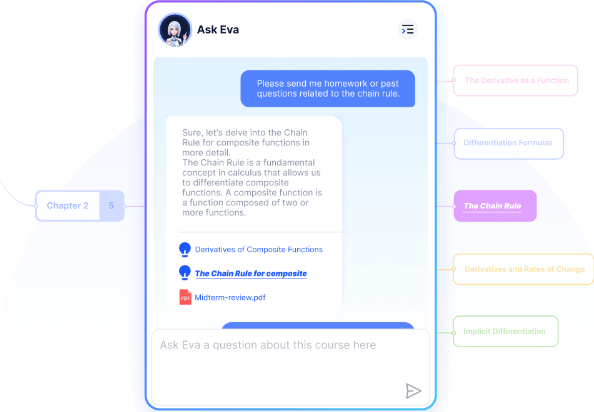 Ask Eva
Please send me homework or past
questions related to the chain rule.
Sure, let's delve into the Chain
Rule for composite functions in
more detail.
The Chain Rule is a fundamental
concept in calculus that allows us
to differentiate composite
functions. A composite function is
a function composed of two or
more functions.
Derivatives of Composite Functions
The Chain Rule for composite
PDF
Midterm-review.pdf
Ask Eva a question about this course here
Chapter 2
5
The Derivative as a Function
Differentiation Formulas
The Chain Rule
Derivatives and Rates of Change
Implicit Differentiation